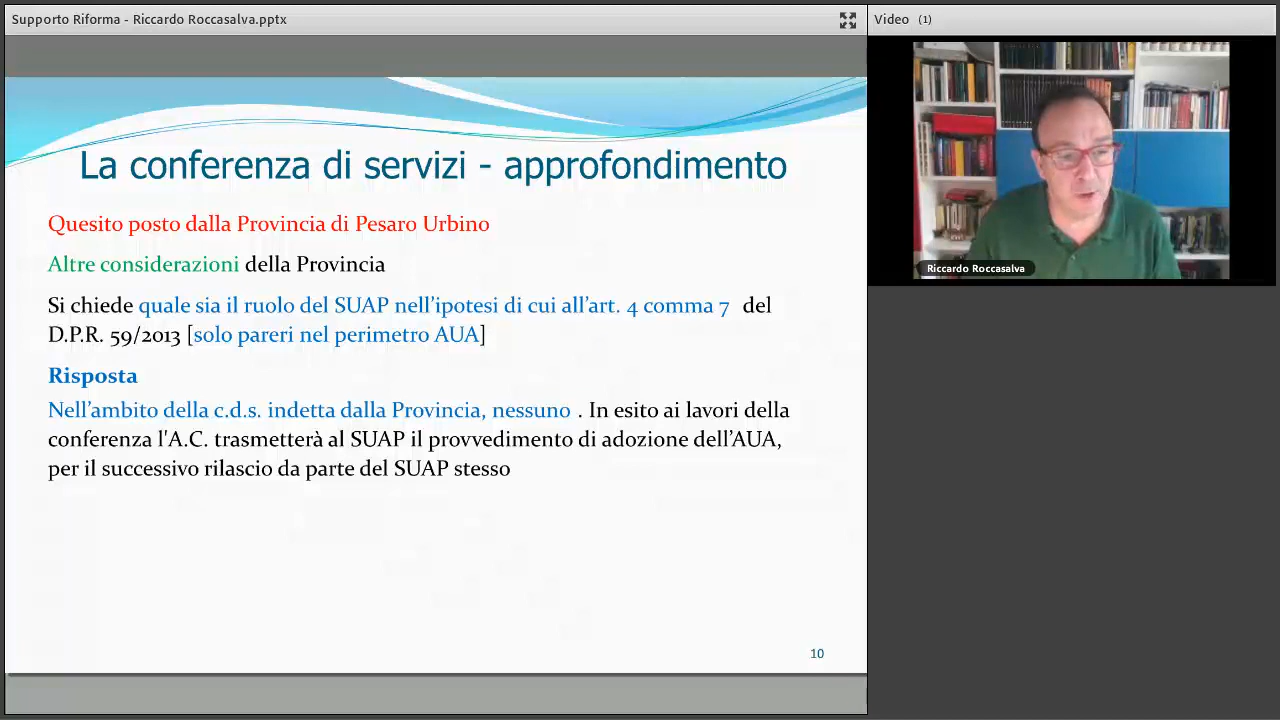 Supporto Riforma - Riccardo Roccasalva.pptx
Video (1)
La conferenza di servizi - approfondimento
Quesito posto dalla Provincia di Pesaro Urbino
Altre considerazioni della Provincia
Si chiede quale sia il ruolo del SUAP nell'ipotesi di cui all'art. 4 comma 7 del
D.P.R. 59/2013 [solo pareri nel perimetro AUA]
Risposta
Nell'ambito della c.d.s. indetta dalla Provincia, nessuno . In esito ai lavori della
conferenza l'A.C. trasmetterà al SUAP il provvedimento di adozione dell'AUA,
per il successivo rilascio da parte del SUAP stesso
10
Riccardo Roccasalva